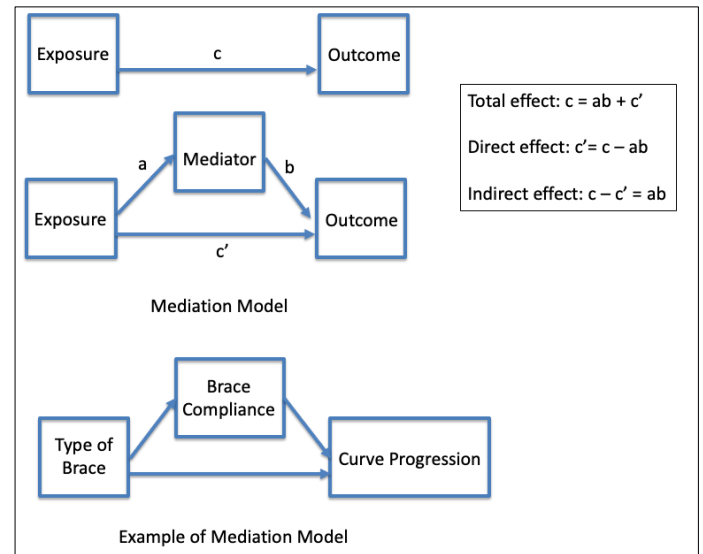 Exposure
c
Outcome
Total effect: c = ab + c’
Direct effect: c’= c – ab
Indirect effect: c – c’ = ab
Mediator
a
b
Exposure
Outcome
c’
Mediation Model
Brace
Compliance
Type of
Brace
Curve Progression
Example of Mediation Model